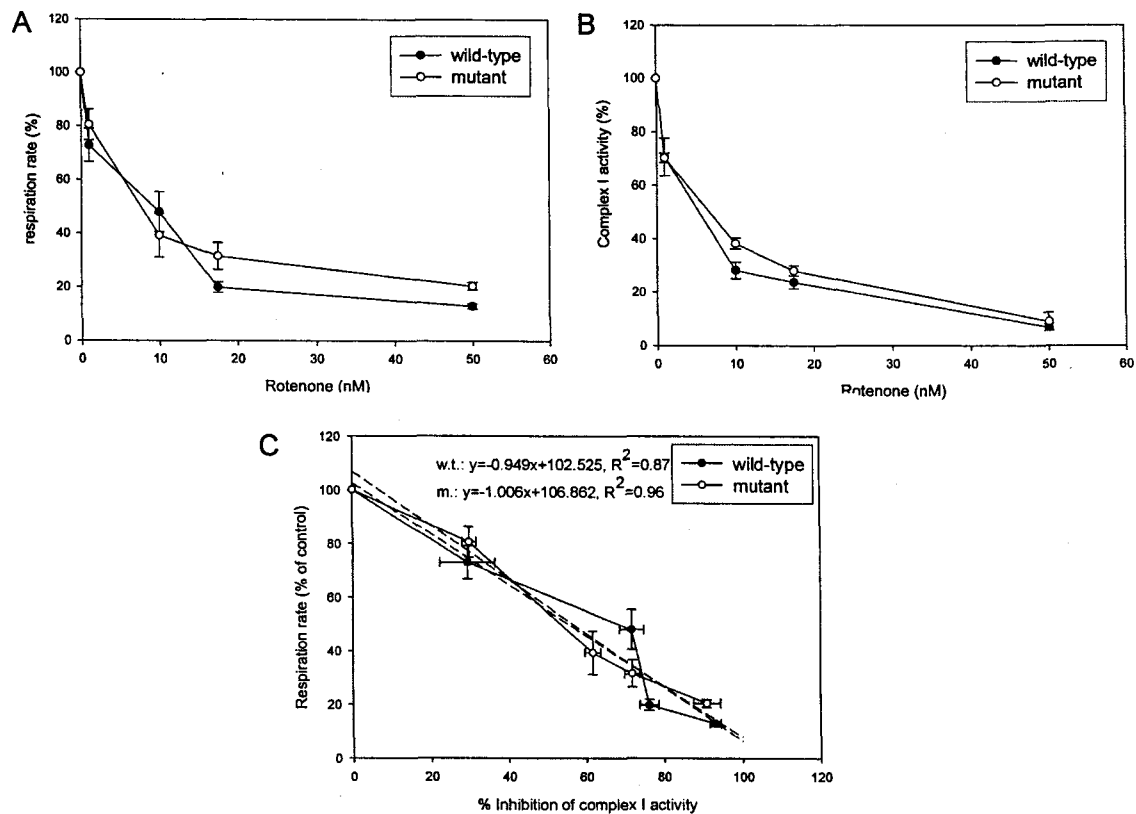 A
120
100
80
60
40
20
0
respiration rate (%)
wild-type
mutant
0 10 20 30 40 50 60
Rotenone (nM)
B
120
100
80
60
40
20
0
Complex I activity (%)
wild-type
mutant
0 10 20 30 40 50 60
Rotenone (nM)
C
120
100
80
60
40
20
0
Respiration rate (% of control)
w.t.: y=-0.949x+102.525, R²=0.87
m.: y=-1.006x+106.862, R²=0.96
wild-type
mutant
0 20 40 60 80 100 120
% Inhibition of complex I activity